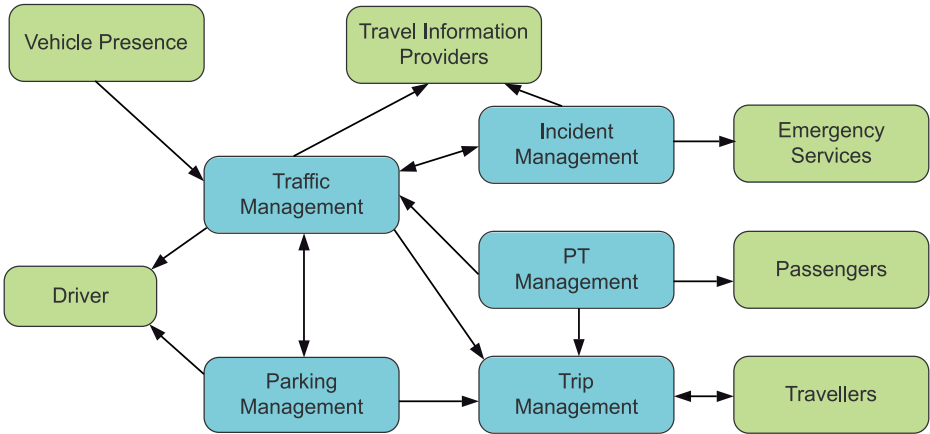 Vehicle Presence
Travel Information
Providers
Incident
Management
Emergency
Services
Traffic
Management
PT
Management
Passengers
Driver
Parking
Management
Trip
Management
Travellers